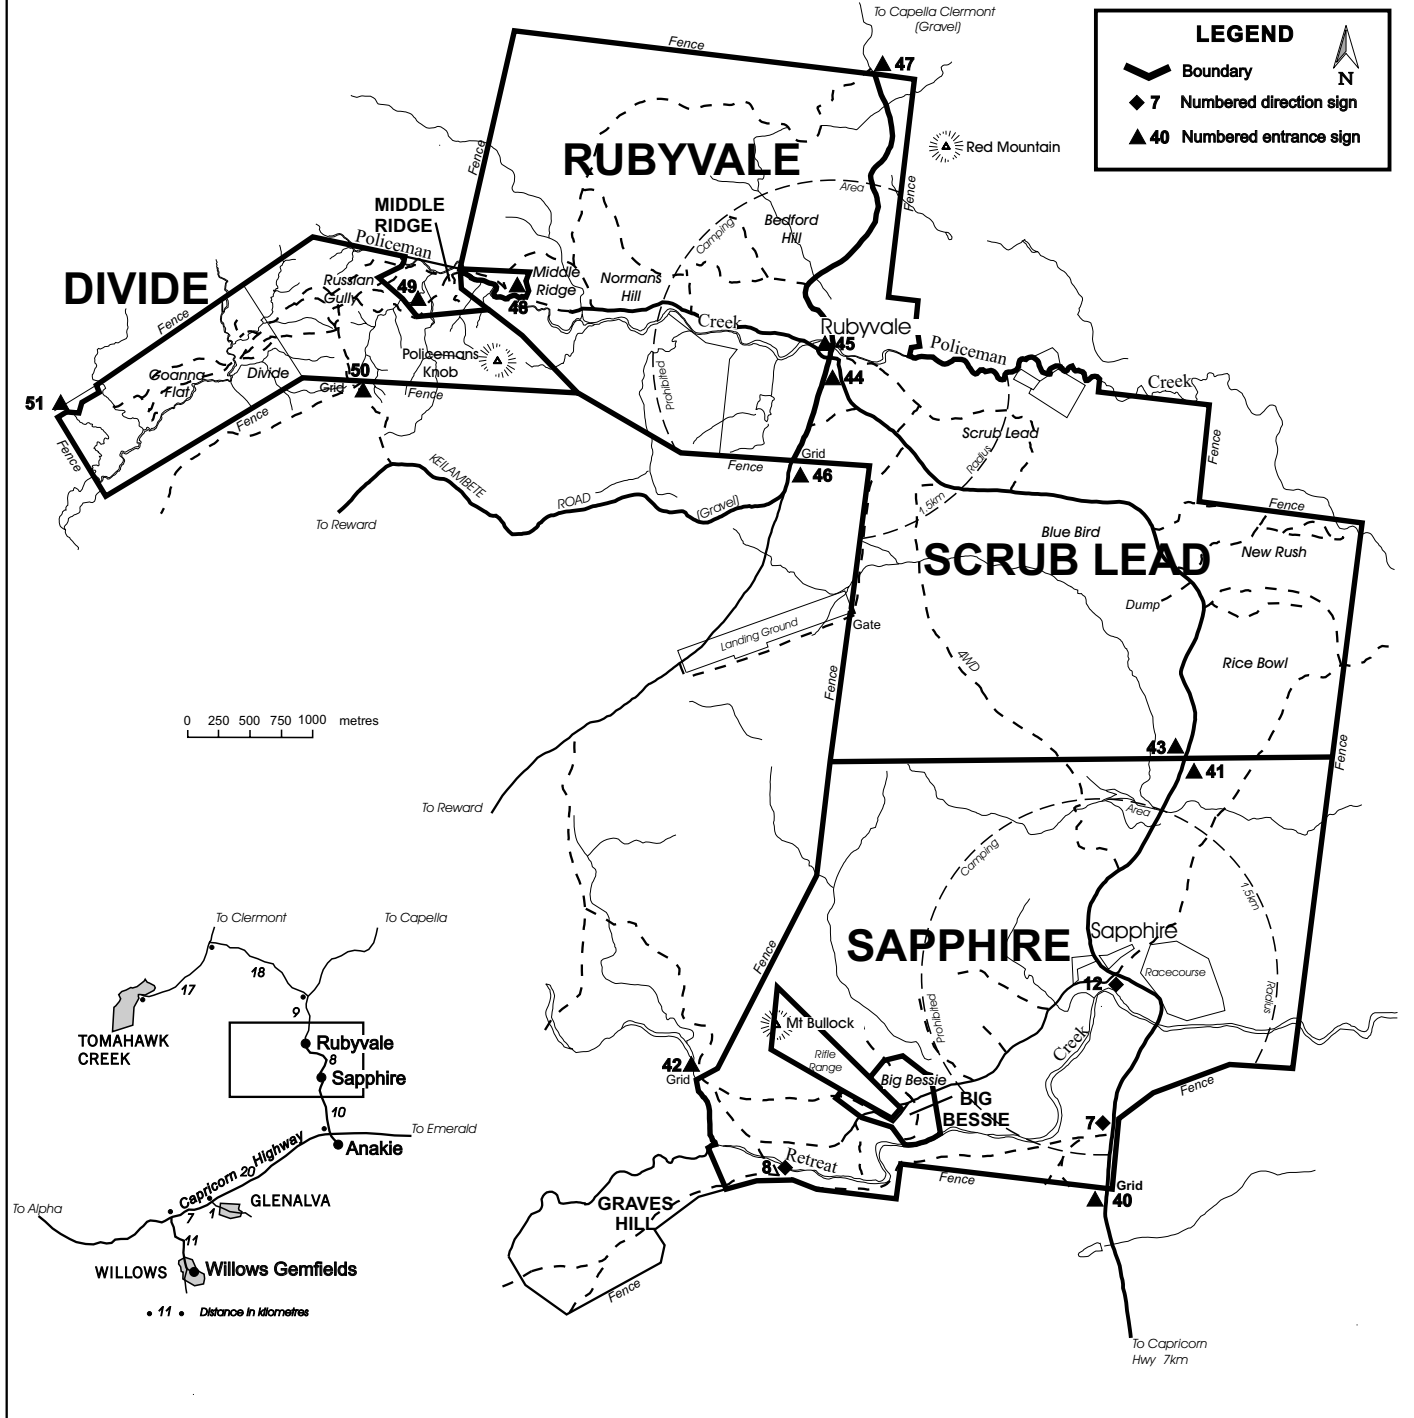 To Capella Clermont
(Gravel)
LEGEND
N
Boundary
7 Numbered direction sign
40 Numbered entrance sign
Fence
47
RUBYVALE
Red Mountain
Fence
Area
Fence
MIDDLE
RIDGE
Camping
Bedford
Hill
Policeman
DIVIDE
Russian
Gully
49
Middle
Ridge
48
Normans
Hill
Fence
Creek
Rubyvale
45
Policeman
Policemans
Knob
50
44
Creek
Goanna
Flat
Divide
Grid
Fence
Prohibited
51
Fence
Fence
Scrub Lead
Radius
Fence
Grid
Fence
46
KEILAMBETE
ROAD
(Gravel)
1.5km
To Reward
Fence
Blue Bird
New Rush
SCRUB LEAD
Dump
Landing Ground
Gate
4WD
Rice Bowl
Fence
0 250 500 750 1000 metres
43
41
Fence
To Reward
Area
Camping
1.5km
To Clermont
To Capella
Sapphire
SAPPHIRE
Fence
18
17
Racecourse
12
9
Radius
Prohibited
Mt Bullock
TOMAHAWK
CREEK
Rubyvale
8
Sapphire
Creek
Rifle
Range
42
Grid
Big Bessie
Fence
BIG
BESSIE
10
7
To Emerald
Anakie
Retreat
8
Capricorn 20 Highway
Fence
Grid
40
GLENALVA
1
GRAVES
HILL
To Alpha
7
11
WILLOWS
Willows Gemfields
Fence
11 Distance in kilometres
To Capricorn
Hwy 7km